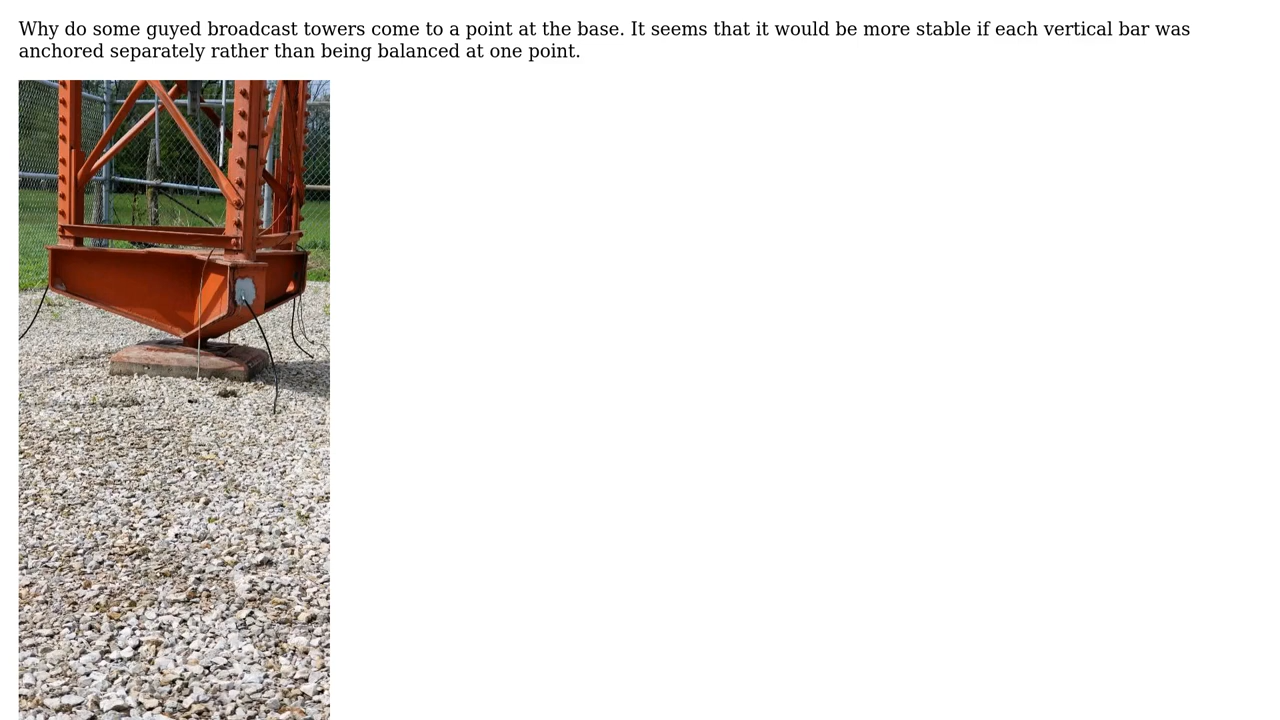 Why do some guyed broadcast towers come to a point at the base. It seems that it would be more stable if each vertical bar was
anchored separately rather than being balanced at one point.